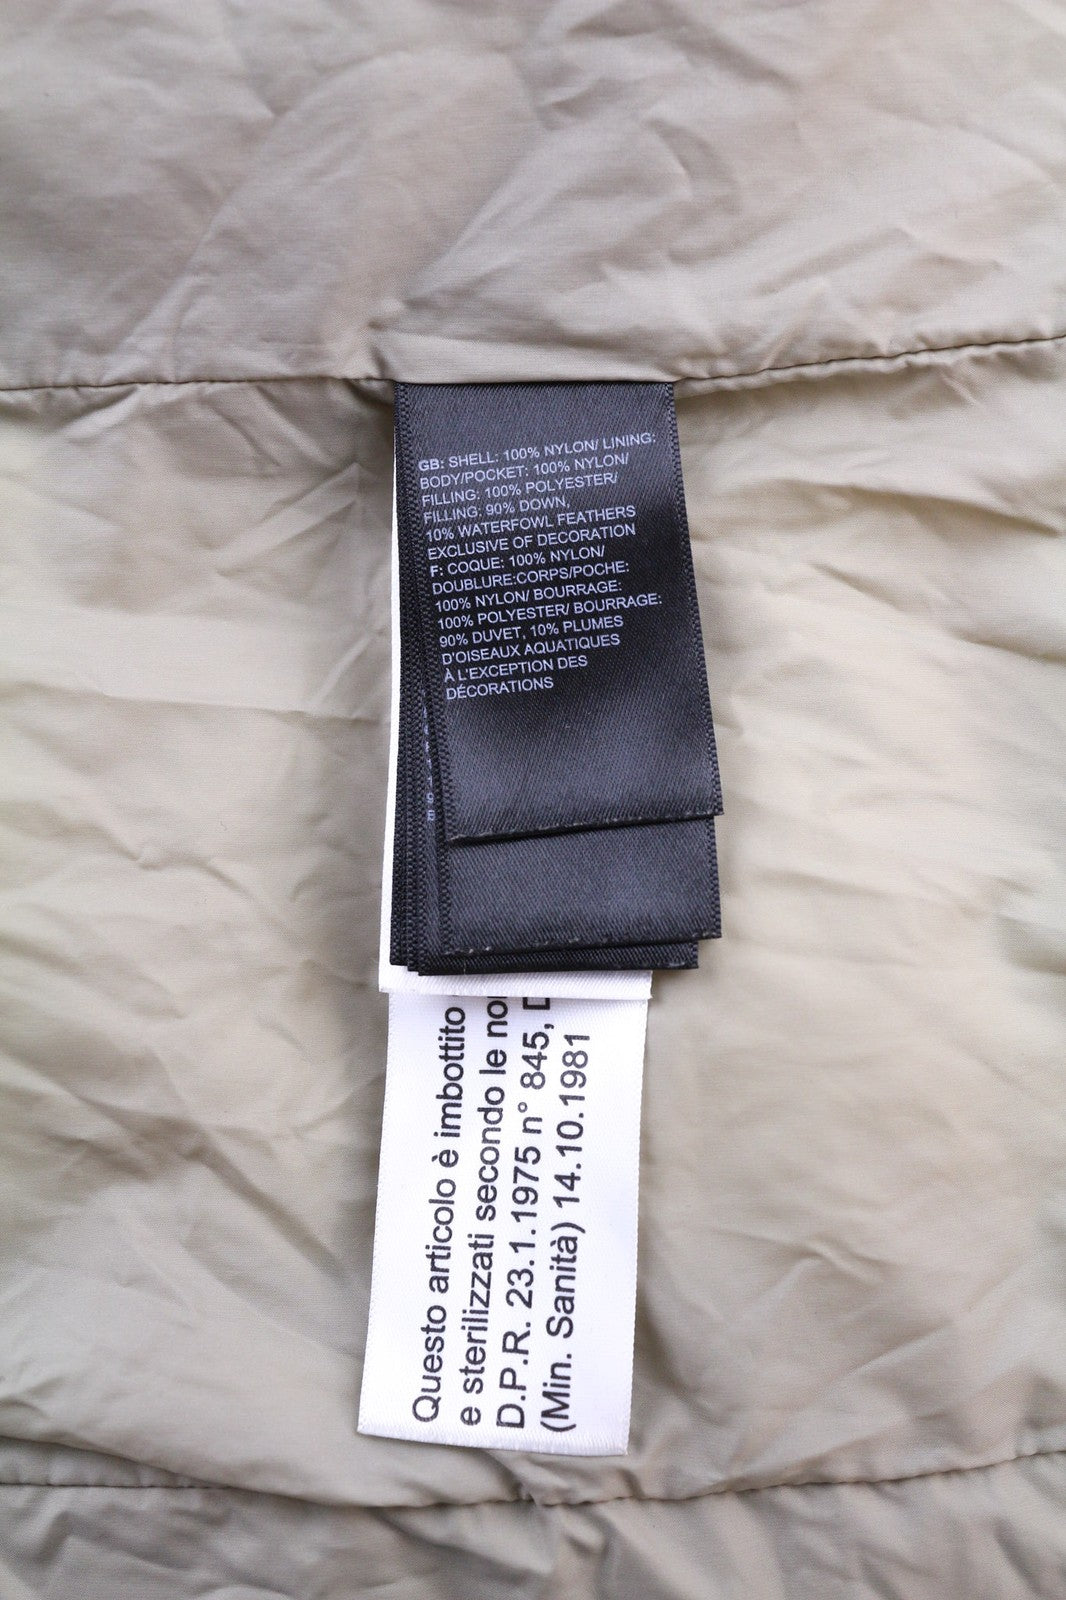 GB: SHELL: 100% NYLON/ LINING:
BODY/POCKET: 100% NYLON/
FILLING: 100% POLYESTER/
FILLING: 90% DOWN,
10% WATERFOWL FEATHERS
EXCLUSIVE OF DECORATION
F: COQUE: 100% NYLON/
DOUBLURE:CORPS/POCHE:
100% NYLON/ BOURRAGE:
100% POLYESTER/ BOURRAGE:
90% DUVET, 10% PLUMES
D'OISEAUX AQUATIQUES
À L'EXCEPTION DES
DÉCORATIONS
Questo articolo è imbottito
e sterilizzati secondo le
D.P.R. 23.1.1975 n° 845,
(Min. Sanità) 14.10.1981